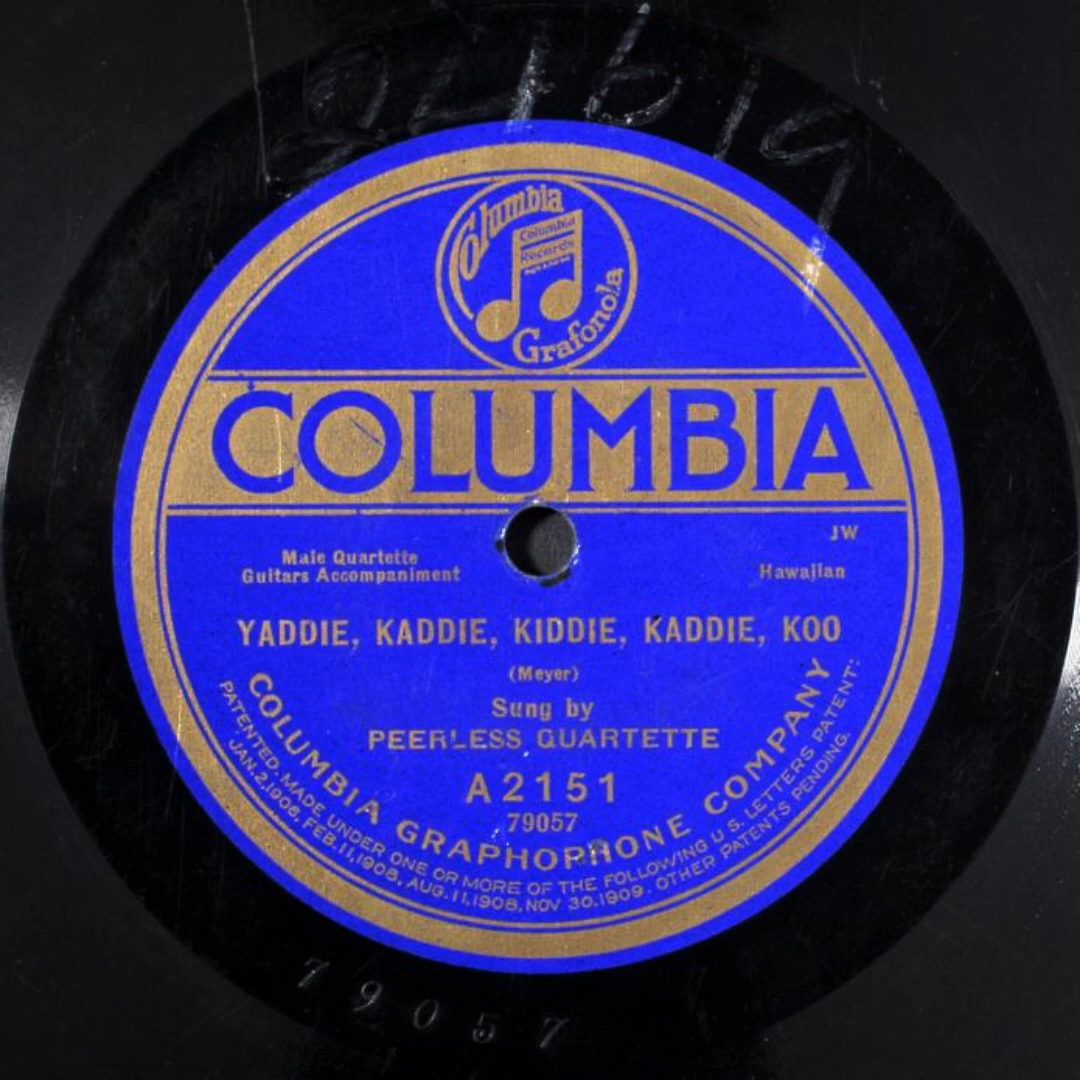 Columbia
Columbia
Records
Grafonola
COLUMBIA
JW
Male Quartette
Guitars Accompaniment
Hawaiian
YADDIE, KADDIE, KIDDIE, KADDIE, KOO
(Meyer)
Sung by
PEERLESS QUARTETTE
A2151
79057
COLUMBIA GRAPHOPHONE COMPANY
PATENTED. MADE UNDER ONE OR MORE OF THE FOLLOWING U.S. LETTERS PATENT:
JAN.2,1906, FEB.11,1908, AUG.11,1908, NOV 30,1909. OTHER PATENTS PENDING.
79057